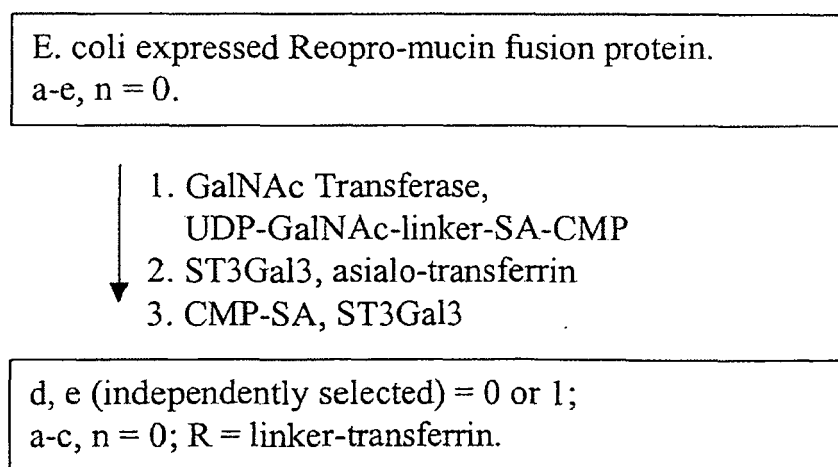 E. coli expressed Reopro-mucin fusion protein.
a-e, n = 0.
1. GalNAc Transferase,
UDP-GalNAc-linker-SA-CMP
2. ST3Gal3, asialo-transferrin
3. CMP-SA, ST3Gal3
d, e (independently selected) = 0 or 1;
a-c, n = 0; R = linker-transferrin.